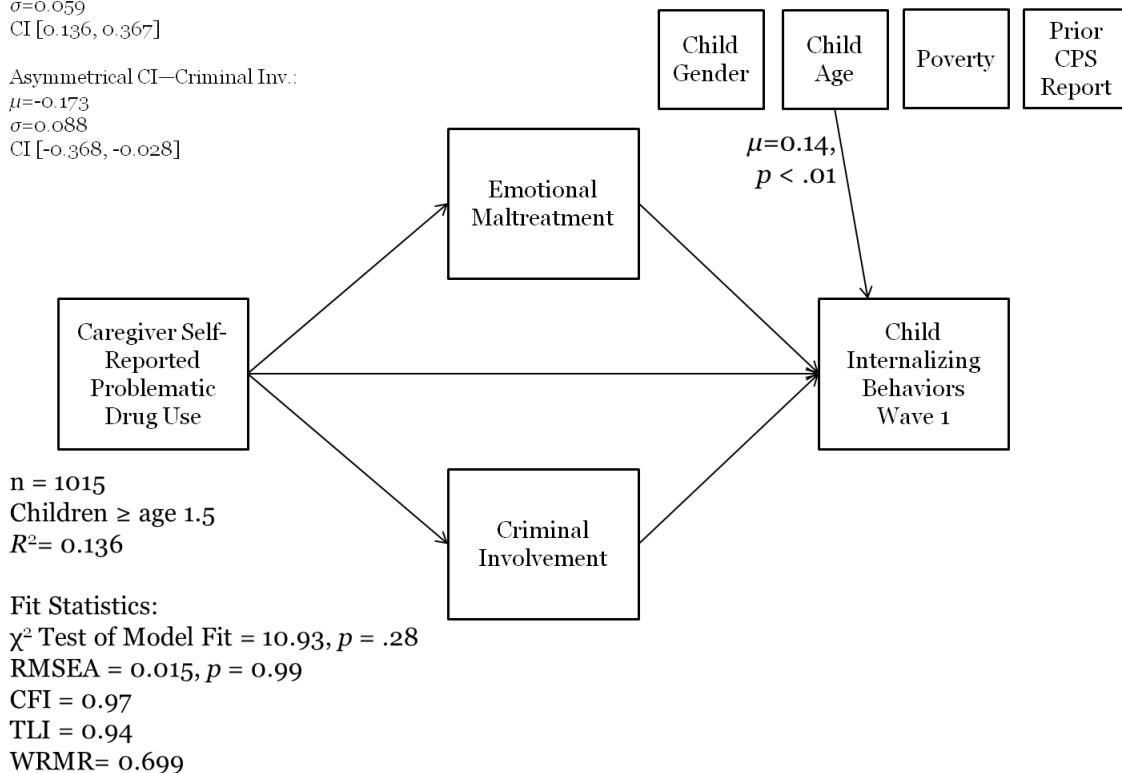 σ=0.059
CI [0.136, 0.367]
Asymmetrical CI—Criminal Inv.:
μ=-0.173
σ=0.088
CI [-0.368, -0.028]
Child
Gender
Child
Age
Poverty
Prior
CPS
Report
μ=0.14,
p < .01
Emotional
Maltreatment
Caregiver Self-
Reported
Problematic
Drug Use
Child
Internalizing
Behaviors
Wave 1
Criminal
Involvement
n = 1015
Children ≥ age 1.5
R²= 0.136
Fit Statistics:
χ² Test of Model Fit = 10.93, p = .28
RMSEA = 0.015, p = 0.99
CFI = 0.97
TLI = 0.94
WRMR= 0.699